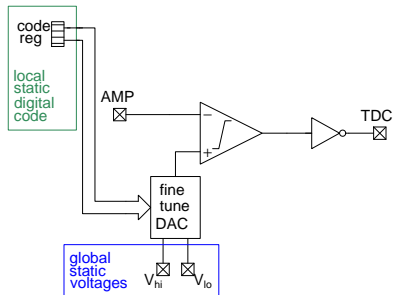 code
reg
local
static
digital
code
AMP
TDC
−
+
fine
tune
DAC
global
static
voltages
Vhi
Vlo